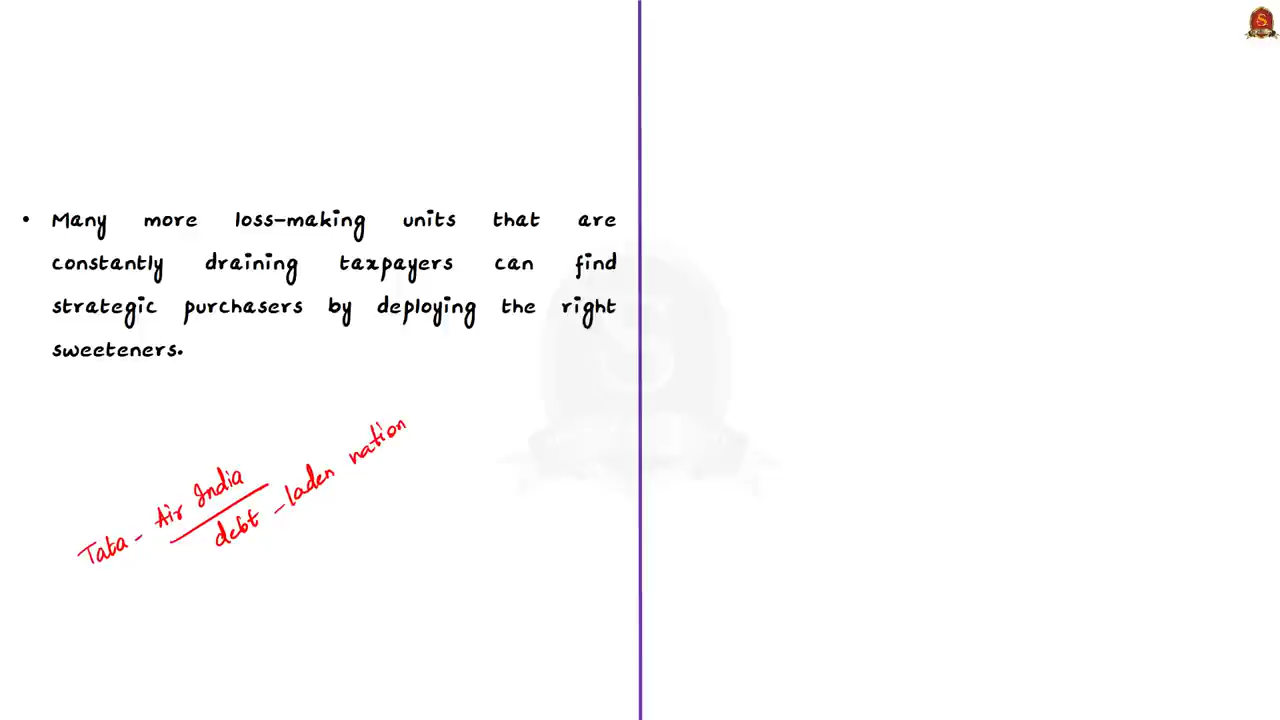 • Many more loss-making units that are
constantly draining taxpayers can find
strategic purchasers by deploying the right
sweeteners.
Tata - Air India
debt - laden nation